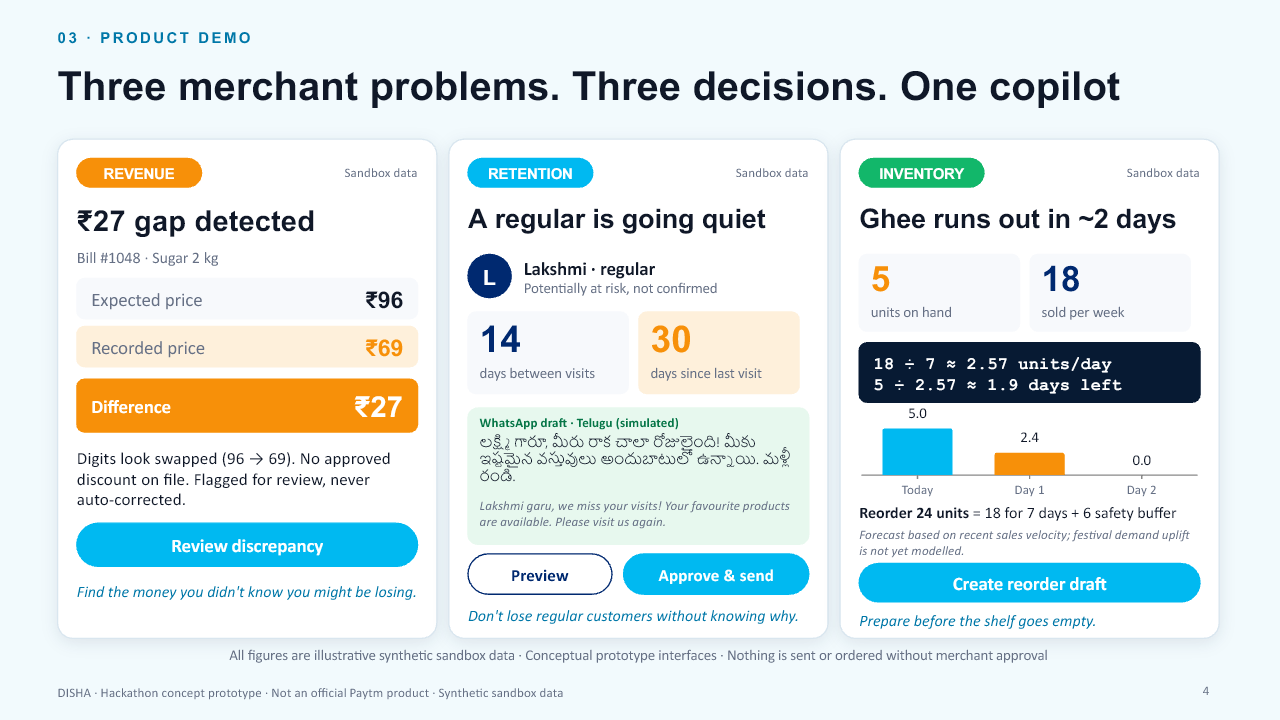 03 · PRODUCT DEMO
Three merchant problems. Three decisions. One copilot
REVENUE
Sandbox data
₹27 gap detected
Bill #1048 · Sugar 2 kg
Expected price ₹96
Recorded price ₹69
Difference ₹27
Digits look swapped (96 → 69). No approved
discount on file. Flagged for review, never
auto-corrected.
Review discrepancy
Find the money you didn't know you might be losing.
RETENTION
Sandbox data
A regular is going quiet
L
Lakshmi · regular
Potentially at risk, not confirmed
14
days between visits
30
days since last visit
WhatsApp draft · Telugu (simulated)
లక్ష్మి గారూ, మీరు రాక చాలా రోజులైంది! మీకు
ఇష్టమైన వస్తువులు అందుబాటులో ఉన్నాయి. మళ్లీ
రండి.
Lakshmi garu, we miss your visits! Your favourite products
are available. Please visit us again.
Preview
Approve & send
Don't lose regular customers without knowing why.
INVENTORY
Sandbox data
Ghee runs out in ~2 days
5
units on hand
18
sold per week
18 ÷ 7 ≈ 2.57 units/day
5 ÷ 2.57 ≈ 1.9 days left
5.0
2.4
0.0
Today
Day 1
Day 2
Reorder 24 units = 18 for 7 days + 6 safety buffer
Forecast based on recent sales velocity; festival demand uplift
is not yet modelled.
Create reorder draft
Prepare before the shelf goes empty.
All figures are illustrative synthetic sandbox data · Conceptual prototype interfaces · Nothing is sent or ordered without merchant approval
DISHA · Hackathon concept prototype · Not an official Paytm product · Synthetic sandbox data
4